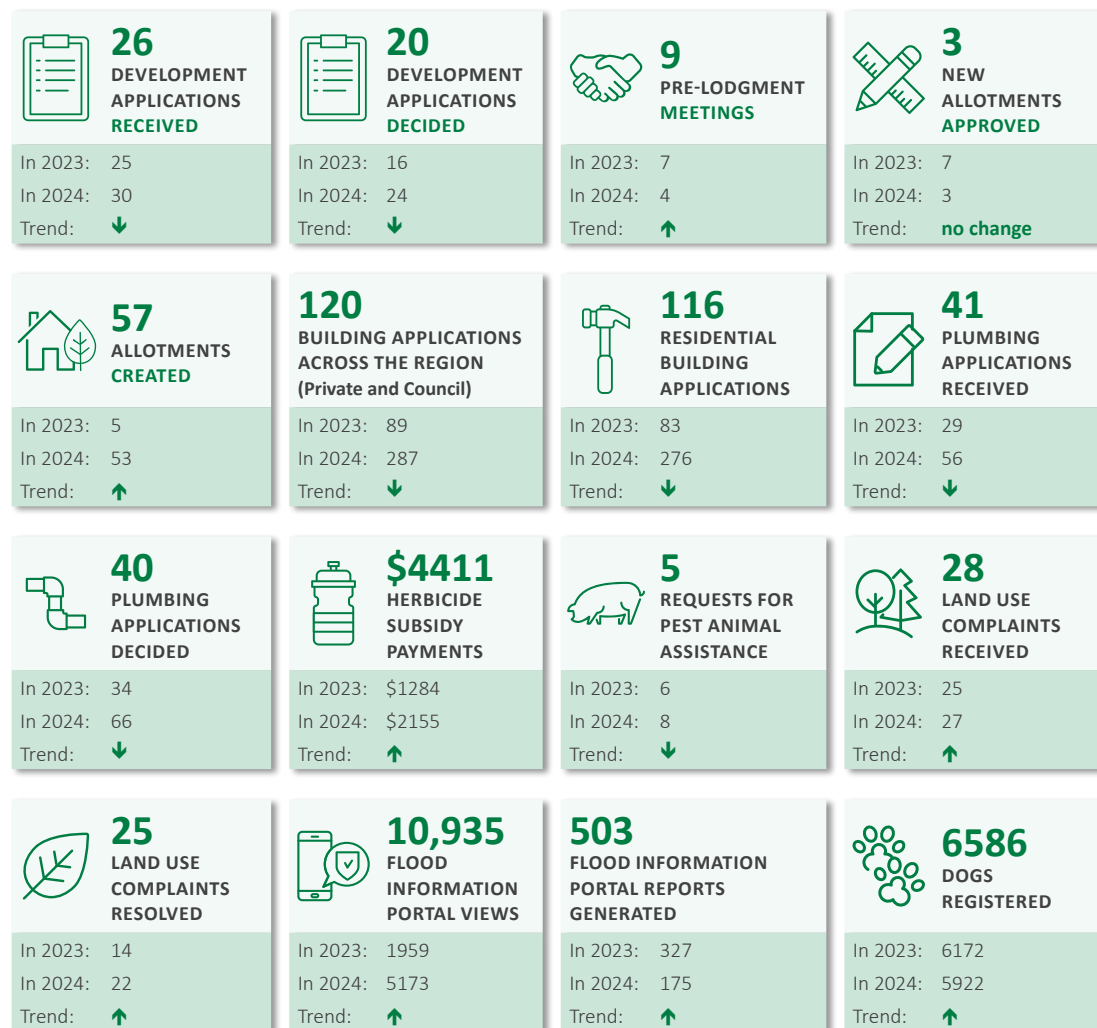 26
DEVELOPMENT
APPLICATIONS
RECEIVED
In 2023: 25
In 2024: 30
Trend: ↓
20
DEVELOPMENT
APPLICATIONS
DECIDED
In 2023: 16
In 2024: 24
Trend: ↓
9
PRE-LODGMENT
MEETINGS
In 2023: 7
In 2024: 4
Trend: ↑
3
NEW
ALLOTMENTS
APPROVED
In 2023: 7
In 2024: 3
Trend: no change
57
ALLOTMENTS
CREATED
In 2023: 5
In 2024: 53
Trend: ↑
120
BUILDING APPLICATIONS
ACROSS THE REGION
(Private and Council)
In 2023: 89
In 2024: 287
Trend: ↓
116
RESIDENTIAL
BUILDING
APPLICATIONS
In 2023: 83
In 2024: 276
Trend: ↓
41
PLUMBING
APPLICATIONS
RECEIVED
In 2023: 29
In 2024: 56
Trend: ↓
40
PLUMBING
APPLICATIONS
DECIDED
In 2023: 34
In 2024: 66
Trend: ↓
$4411
HERBICIDE
SUBSIDY
PAYMENTS
In 2023: $1284
In 2024: $2155
Trend: ↑
5
REQUESTS FOR
PEST ANIMAL
ASSISTANCE
In 2023: 6
In 2024: 8
Trend: ↓
28
LAND USE
COMPLAINTS
RECEIVED
In 2023: 25
In 2024: 27
Trend: ↑
25
LAND USE
COMPLAINTS
RESOLVED
In 2023: 14
In 2024: 22
Trend: ↑
10,935
FLOOD
INFORMATION
PORTAL VIEWS
In 2023: 1959
In 2024: 5173
Trend: ↑
503
FLOOD INFORMATION
PORTAL REPORTS
GENERATED
In 2023: 327
In 2024: 175
Trend: ↑
6586
DOGS
REGISTERED
In 2023: 6172
In 2024: 5922
Trend: ↑